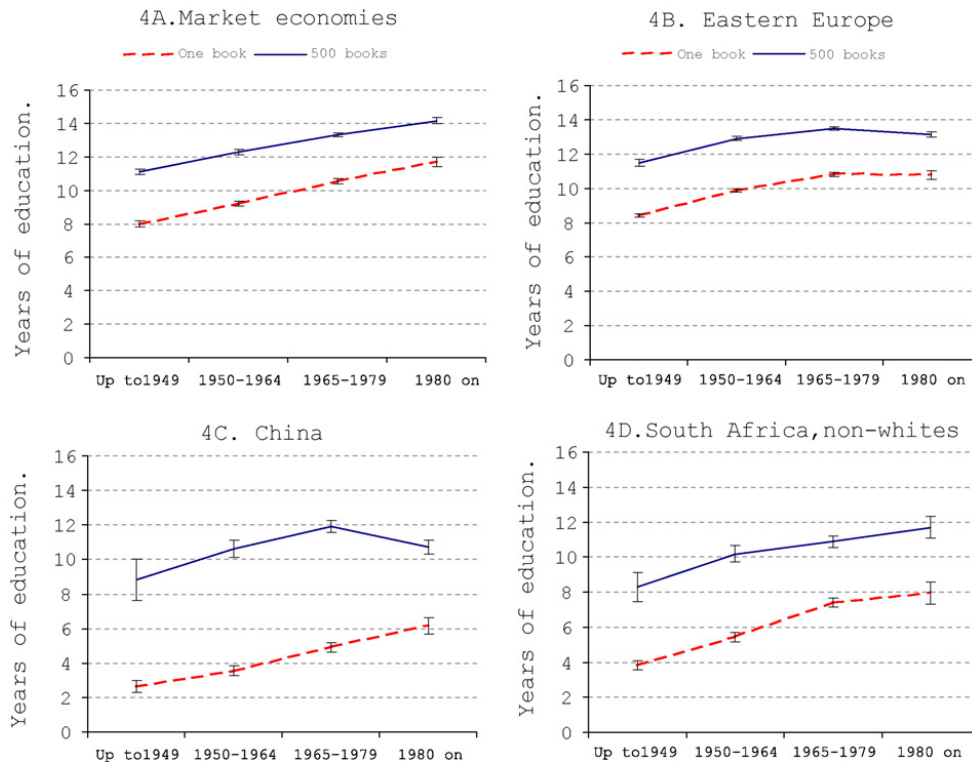 4A.Market economies
One book 500 books
Years of education.
16
14
12
10
8
6
4
2
0
Up to1949 1950-1964 1965-1979 1980 on
4B. Eastern Europe
One book 500 books
Years of education.
16
14
12
10
8
6
4
2
0
Up to1949 1950-1964 1965-1979 1980 on
4C. China
Years of education.
16
14
12
10
8
6
4
2
0
Up to1949 1950-1964 1965-1979 1980 on
4D.South Africa,non-whites
Years of education.
16
14
12
10
8
6
4
2
0
Up to1949 1950-1964 1965-1979 1980 on